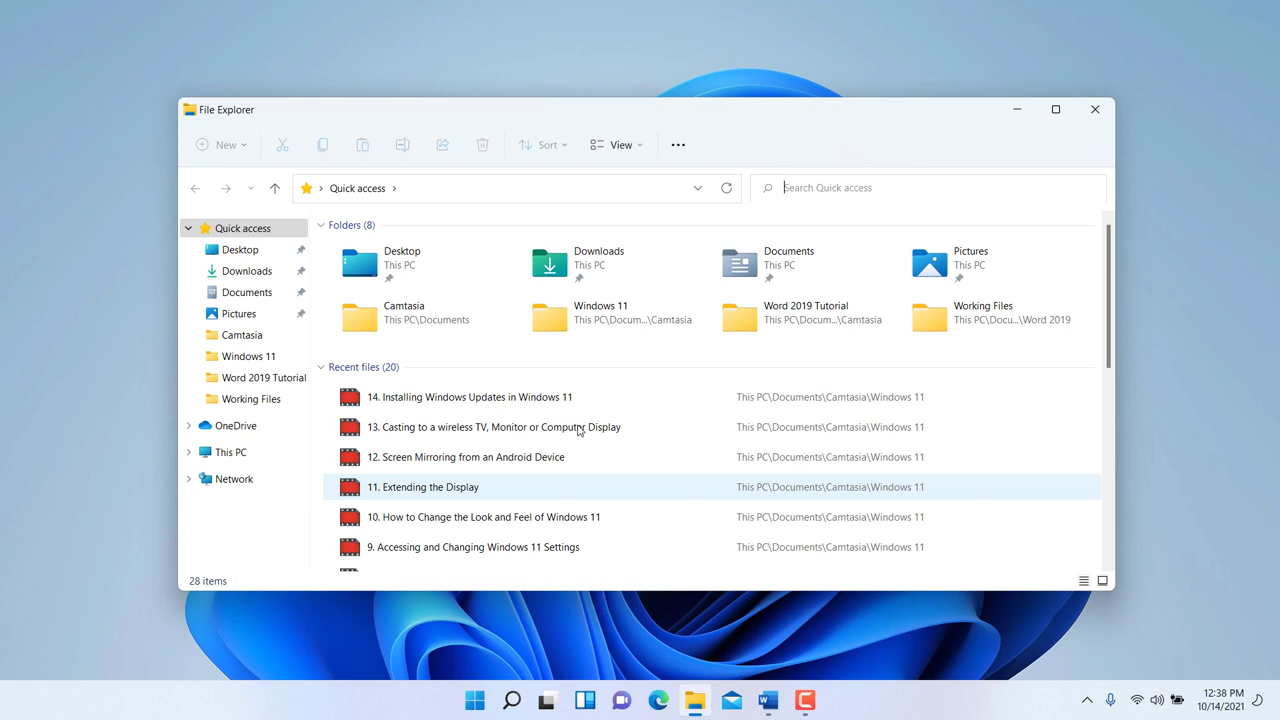 File Explorer
New
Sort
View
Quick access
Search Quick access
Quick access
Desktop
Downloads
Documents
Pictures
Camtasia
Windows 11
Word 2019 Tutorial
Working Files
OneDrive
This PC
Network
Folders (8)
Desktop
This PC
Downloads
This PC
Documents
This PC
Pictures
This PC
Camtasia
This PC\Documents
Windows 11
This PC\Docum...\Camtasia
Word 2019 Tutorial
This PC\Docum...\Camtasia
Working Files
This PC\Docu...\Word 2019
Recent files (20)
14. Installing Windows Updates in Windows 11 This PC\Documents\Camtasia\Windows 11
13. Casting to a wireless TV, Monitor or Computer Display This PC\Documents\Camtasia\Windows 11
12. Screen Mirroring from an Android Device This PC\Documents\Camtasia\Windows 11
11. Extending the Display This PC\Documents\Camtasia\Windows 11
10. How to Change the Look and Feel of Windows 11 This PC\Documents\Camtasia\Windows 11
9. Accessing and Changing Windows 11 Settings This PC\Documents\Camtasia\Windows 11
28 items
12:38 PM
10/14/2021